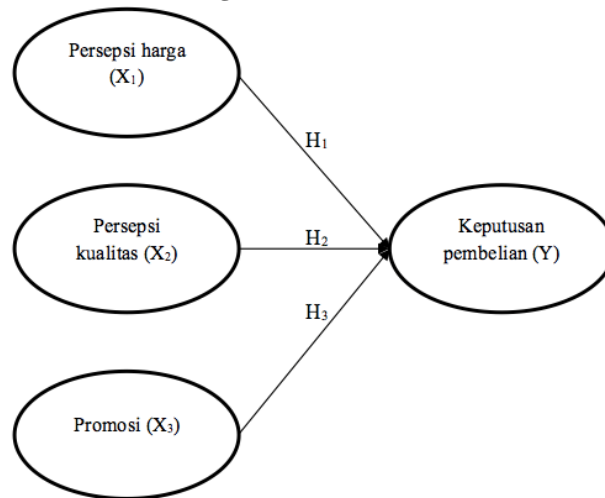 Persepsi harga
(X₁)
H₁
Persepsi
kualitas (X₂)
H₂
Keputusan
pembelian (Y)
H₃
Promosi (X₃)